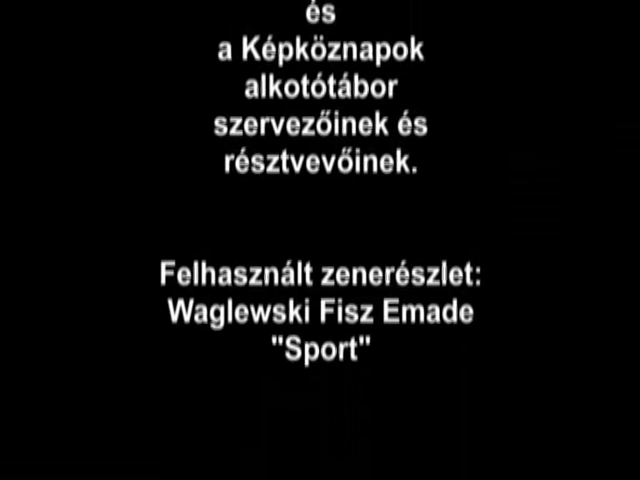 és
a Képköznapok
alkotótábor
szervezőinek és
résztvevőinek.
Felhasznált zenerészlet:
Waglewski Fisz Emade
"Sport"